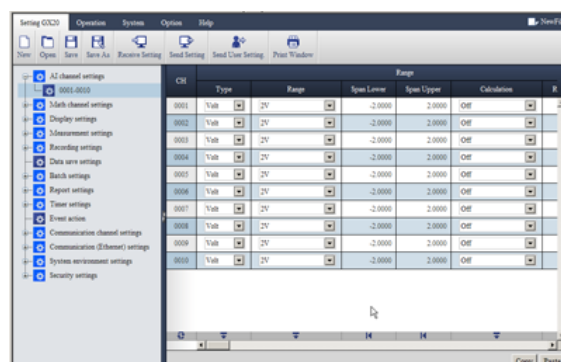 Setting GX20 Operation System Option Help NewFil
New Open Save Save As Receive Setting Send Setting Send User Setting Print Window
AI channel settings
0001-0010
Math channel settings
Display settings
Measurement settings
Recording settings
Data save settings
Batch settings
Report settings
Timer settings
Event action
Communication channel settings
Communication (Ethernet) settings
System environment settings
Security settings
CH Range
Type Range Span Lower Span Upper Calculation R
0001 Volt 2V -2.0000 2.0000 Off
0002 Volt 2V -2.0000 2.0000 Off
0003 Volt 2V -2.0000 2.0000 Off
0004 Volt 2V -2.0000 2.0000 Off
0005 Volt 2V -2.0000 2.0000 Off
0006 Volt 2V -2.0000 2.0000 Off
0007 Volt 2V -2.0000 2.0000 Off
0008 Volt 2V -2.0000 2.0000 Off
0009 Volt 2V -2.0000 2.0000 Off
0010 Volt 2V -2.0000 2.0000 Off
Copy Paste